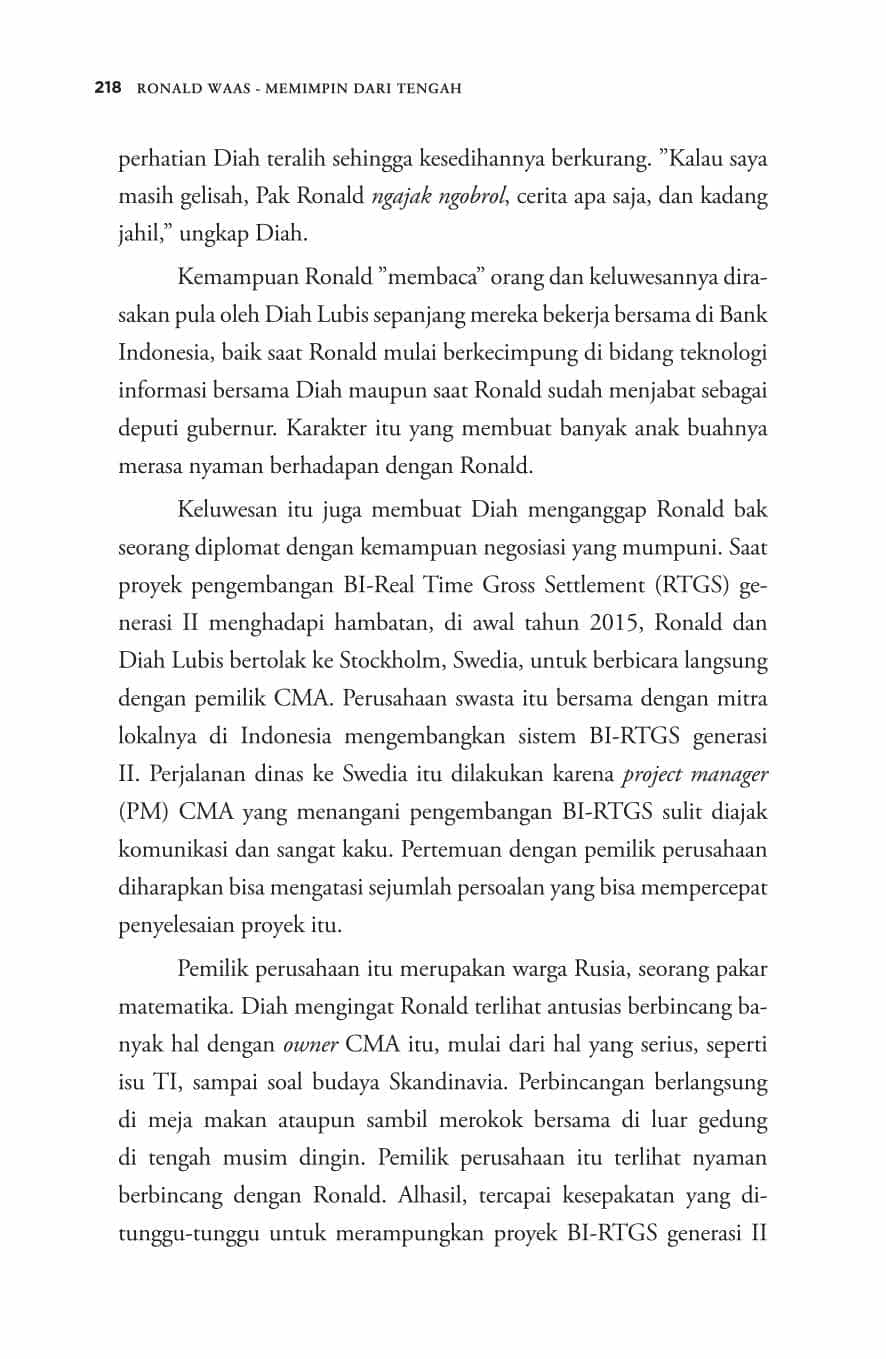 218 RONALD WAAS - MEMIMPIN DARI TENGAH
perhatian Diah teralih sehingga kesedihannya berkurang. ”Kalau saya
masih gelisah, Pak Ronald ngajak ngobrol, cerita apa saja, dan kadang
jahil,” ungkap Diah.
Kemampuan Ronald ”membaca” orang dan keluwesannya dira-
sakan pula oleh Diah Lubis sepanjang mereka bekerja bersama di Bank
Indonesia, baik saat Ronald mulai berkecimpung di bidang teknologi
informasi bersama Diah maupun saat Ronald sudah menjabat sebagai
deputi gubernur. Karakter itu yang membuat banyak anak buahnya
merasa nyaman berhadapan dengan Ronald.
Keluwesan itu juga membuat Diah menganggap Ronald bak
seorang diplomat dengan kemampuan negosiasi yang mumpuni. Saat
proyek pengembangan BI-Real Time Gross Settlement (RTGS) ge-
nerasi II menghadapi hambatan, di awal tahun 2015, Ronald dan
Diah Lubis bertolak ke Stockholm, Swedia, untuk berbicara langsung
dengan pemilik CMA. Perusahaan swasta itu bersama dengan mitra
lokalnya di Indonesia mengembangkan sistem BI-RTGS generasi
II. Perjalanan dinas ke Swedia itu dilakukan karena project manager
(PM) CMA yang menangani pengembangan BI-RTGS sulit diajak
komunikasi dan sangat kaku. Pertemuan dengan pemilik perusahaan
diharapkan bisa mengatasi sejumlah persoalan yang bisa mempercepat
penyelesaian proyek itu.
Pemilik perusahaan itu merupakan warga Rusia, seorang pakar
matematika. Diah mengingat Ronald terlihat antusias berbincang ba-
nyak hal dengan owner CMA itu, mulai dari hal yang serius, seperti
isu TI, sampai soal budaya Skandinavia. Perbincangan berlangsung
di meja makan ataupun sambil merokok bersama di luar gedung
di tengah musim dingin. Pemilik perusahaan itu terlihat nyaman
berbincang dengan Ronald. Alhasil, tercapai kesepakatan yang di-
tunggu-tunggu untuk merampungkan proyek BI-RTGS generasi II